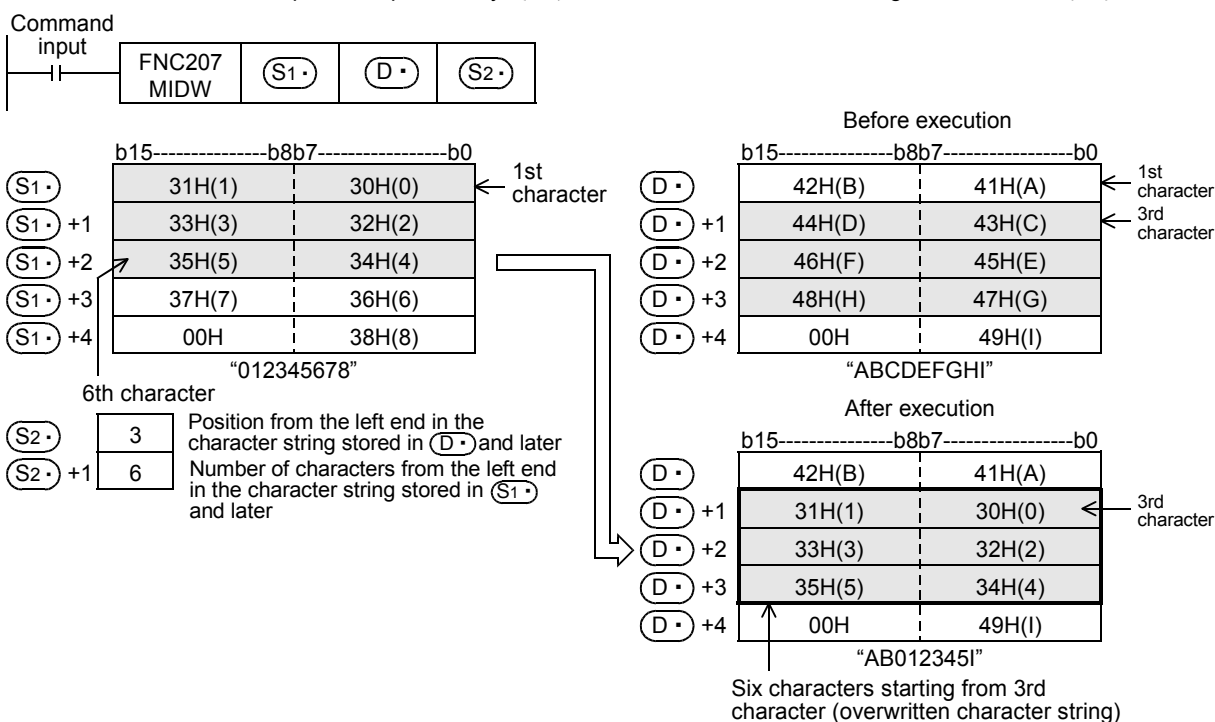 Command
input
FNC207
MIDW
S1・ D・ S2・
b15---------------b8b7-----------------b0
S1・ 31H(1) 30H(0) 1st
character
S1・ +1 33H(3) 32H(2)
S1・ +2 35H(5) 34H(4)
S1・ +3 37H(7) 36H(6)
S1・ +4 00H 38H(8)
“012345678”
6th character
S2・ 3 Position from the left end in the
character string stored in D・ and later
S2・ +1 6 Number of characters from the left end
in the character string stored in S1・
and later
Before execution
b15---------------b8b7-----------------b0
D・ 42H(B) 41H(A) 1st
character
D・ +1 44H(D) 43H(C) 3rd
character
D・ +2 46H(F) 45H(E)
D・ +3 48H(H) 47H(G)
D・ +4 00H 49H(I)
“ABCDEFGHI”
After execution
b15---------------b8b7-----------------b0
D・ 42H(B) 41H(A)
D・ +1 31H(1) 30H(0) 3rd
character
D・ +2 33H(3) 32H(2)
D・ +3 35H(5) 34H(4)
D・ +4 00H 49H(I)
“AB012345I”
Six characters starting from 3rd
character (overwritten character string)